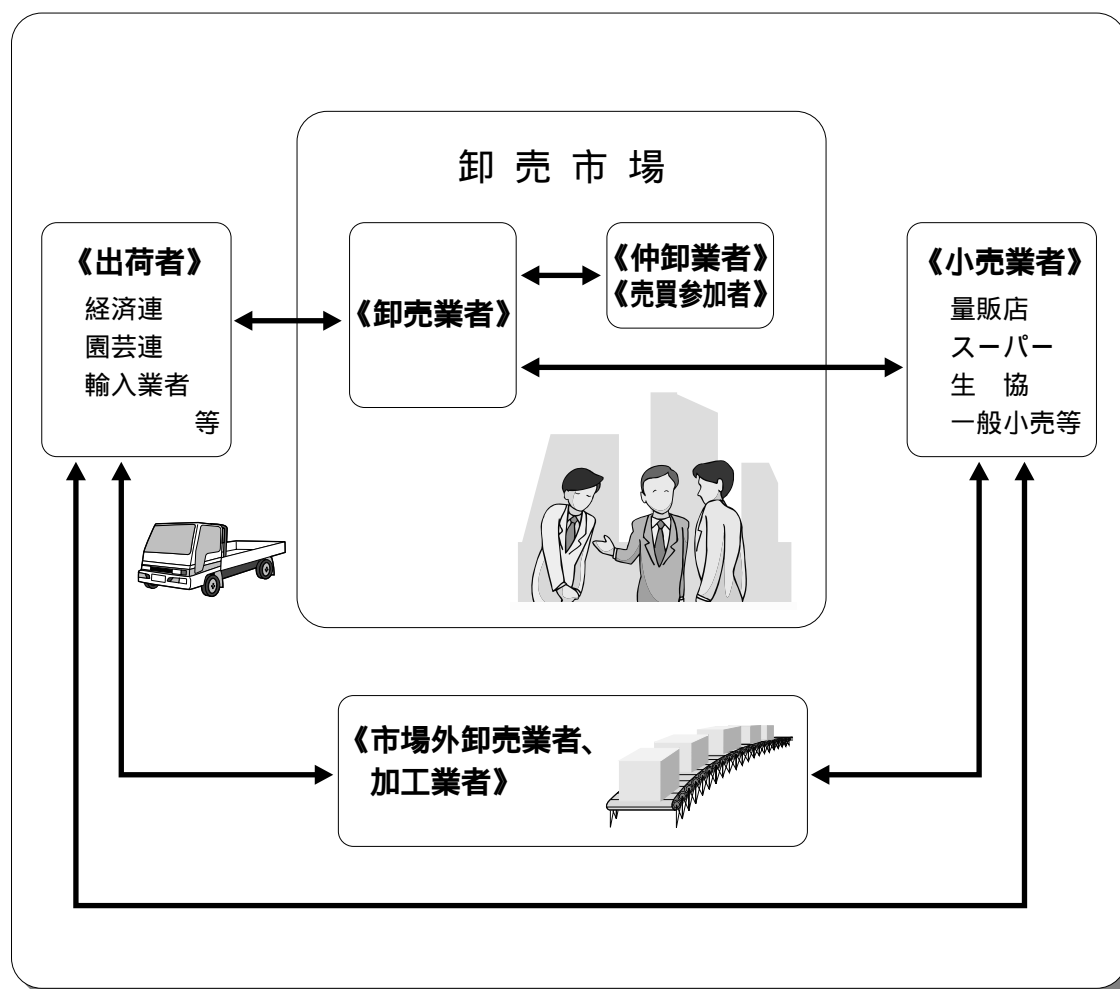 卸売市場
《出荷者》
経済連
園芸連
輸入業者
等
《卸売業者》
《仲卸業者》
《売買参加者》
《小売業者》
量販店
スーパー
生　協
一般小売等
《市場外卸売業者、
加工業者》